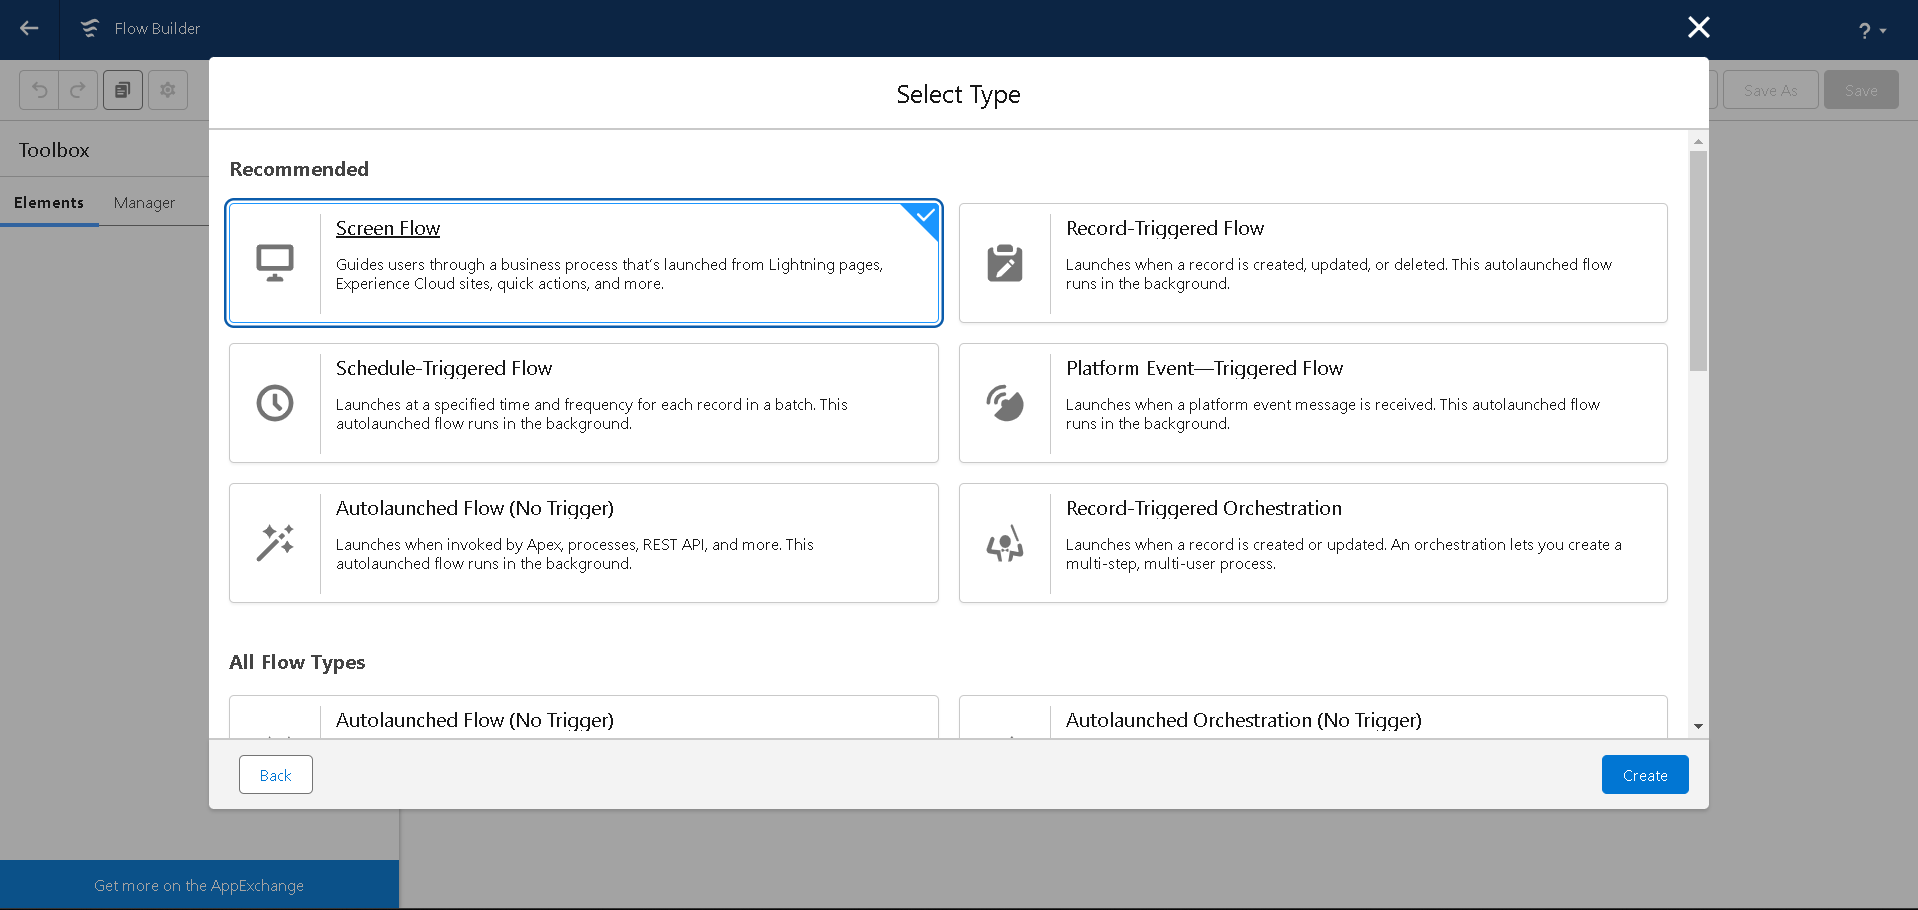 Flow Builder
?
Save As
Save
Select Type
Toolbox
Elements
Manager
Recommended
Screen Flow
Guides users through a business process that's launched from Lightning pages,
Experience Cloud sites, quick actions, and more.
Record-Triggered Flow
Launches when a record is created, updated, or deleted. This autolaunched flow
runs in the background.
Schedule-Triggered Flow
Launches at a specified time and frequency for each record in a batch. This
autolaunched flow runs in the background.
Platform Event—Triggered Flow
Launches when a platform event message is received. This autolaunched flow
runs in the background.
Autolaunched Flow (No Trigger)
Launches when invoked by Apex, processes, REST API, and more. This
autolaunched flow runs in the background.
Record-Triggered Orchestration
Launches when a record is created or updated. An orchestration lets you create a
multi-step, multi-user process.
All Flow Types
Autolaunched Flow (No Trigger)
Autolaunched Orchestration (No Trigger)
Back
Create
Get more on the AppExchange